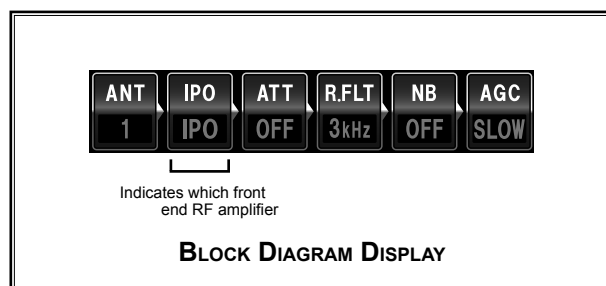 ANT IPO ATT R.FLT NB AGC
1 IPO OFF 3kHz OFF SLOW
Indicates which front
end RF amplifier
BLOCK DIAGRAM DISPLAY